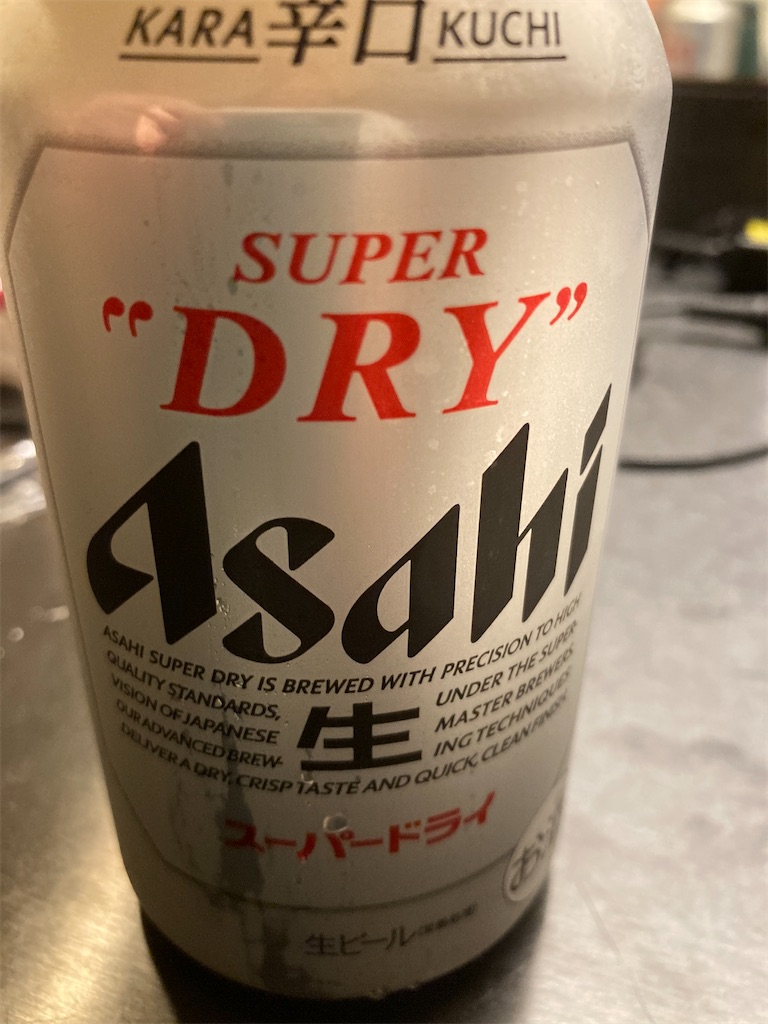 KARA 辛口 KUCHI
SUPER
"DRY"
Asahi
ASAHI SUPER DRY IS BREWED WITH PRECISION TO HIGH
QUALITY STANDARDS, UNDER THE SUPER-
VISION OF JAPANESE MASTER BREWERS.
OUR ADVANCED BREW- ING TECHNIQUES
DELIVER A DRY, CRISP TASTE AND QUICK, CLEAN FINISH.
生
スーパードライ
お
生ビール